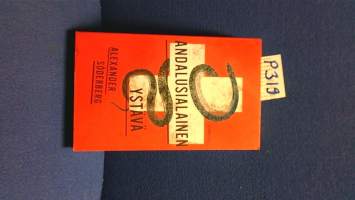 ANDALUSIALAINEN
YSTÄVÄ
ALEXANDER
SÖDERBERG
P319